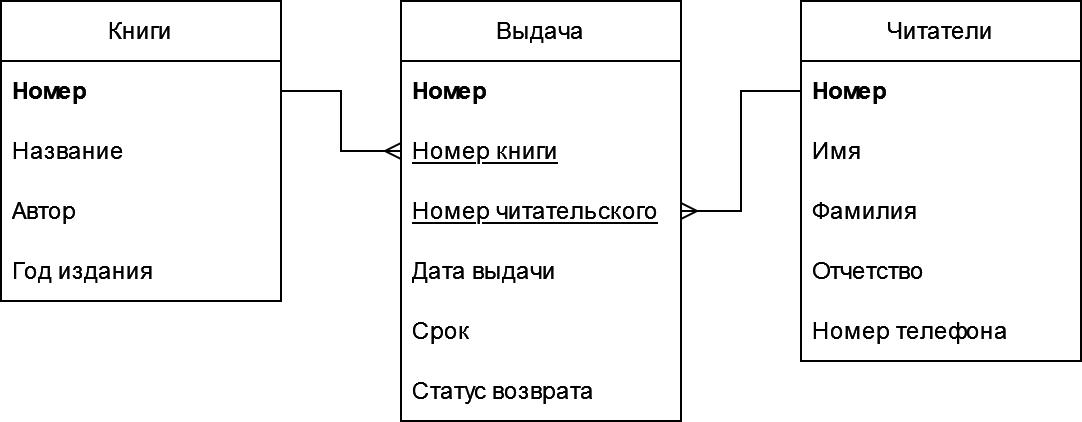 Книги
Номер
Название
Автор
Год издания
Выдача
Номер
Номер книги
Номер читательского
Дата выдачи
Срок
Статус возврата
Читатели
Номер
Имя
Фамилия
Отчетство
Номер телефона